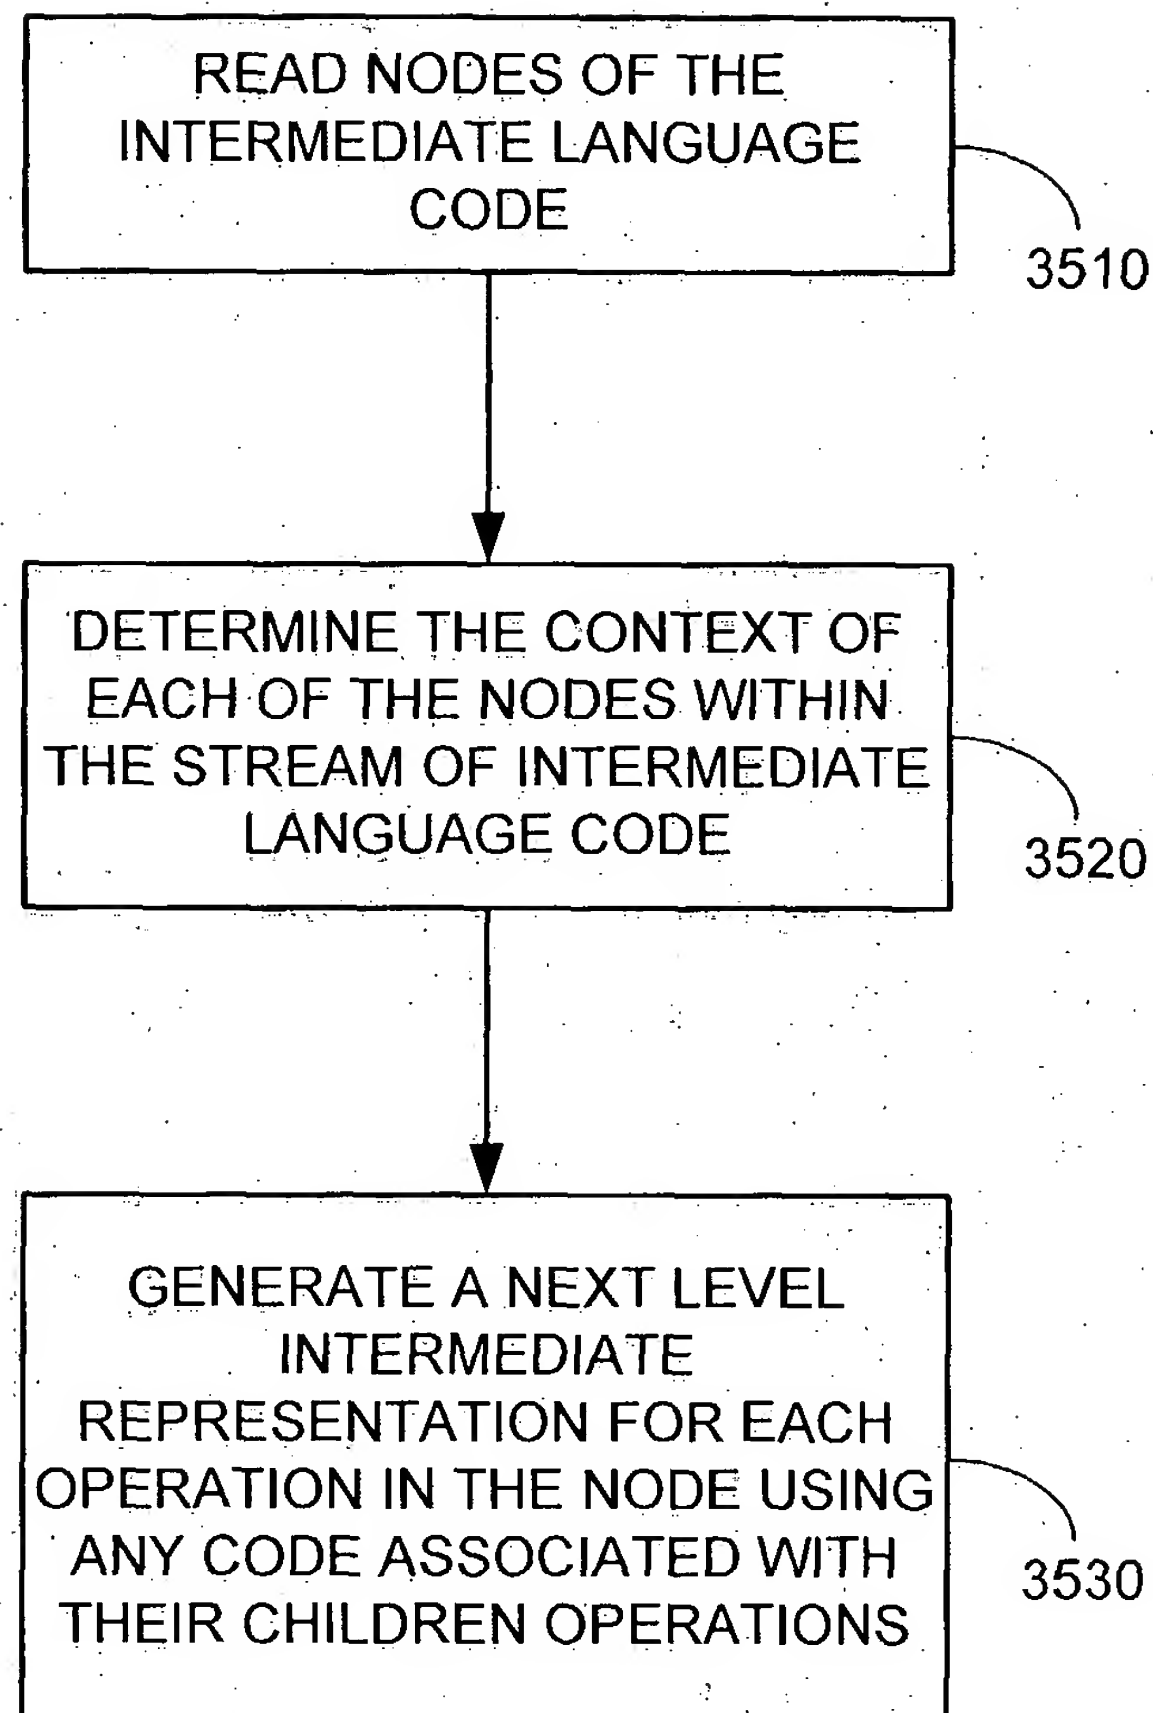 READ NODES OF THE
INTERMEDIATE LANGUAGE
CODE
3510
DETERMINE THE CONTEXT OF
EACH OF THE NODES WITHIN
THE STREAM OF INTERMEDIATE
LANGUAGE CODE
3520
GENERATE A NEXT LEVEL
INTERMEDIATE
REPRESENTATION FOR EACH
OPERATION IN THE NODE USING
ANY CODE ASSOCIATED WITH
THEIR CHILDREN OPERATIONS
3530